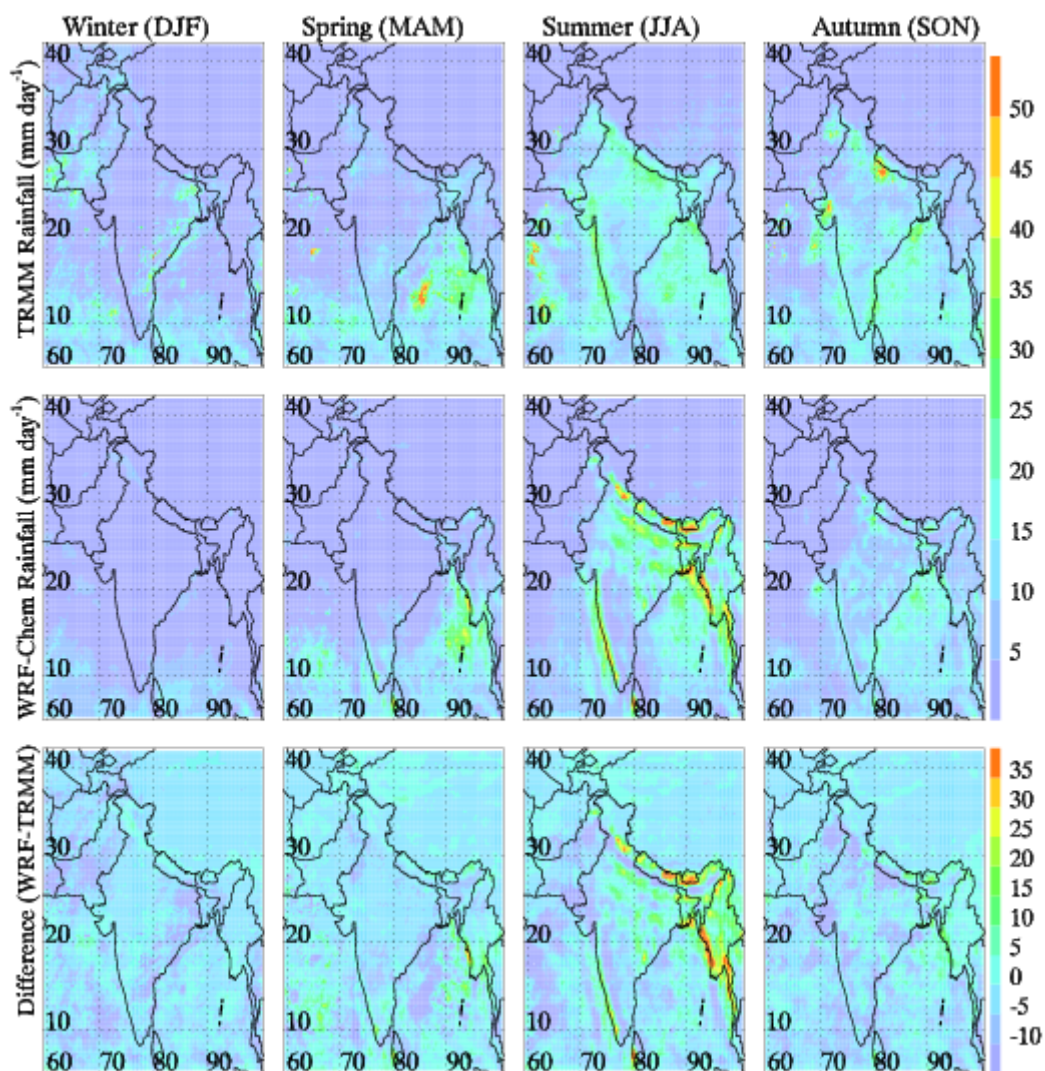 Winter (DJF) Spring (MAM) Summer (JJA) Autumn (SON)
TRMM Rainfall (mm day-1)
40 40 40 40
30 30 30 30
20 20 20 20
10 10 10 10
60 70 80 90 60 70 80 90 60 70 80 90 60 70 80 90
50
45
40
35
30
25
20
15
10
5
WRF-Chem Rainfall (mm day-1)
40 40 40 40
30 30 30 30
20 20 20 20
10 10 10 10
60 70 80 90 60 70 80 90 60 70 80 90 60 70 80 90
Difference (WRF-TRMM)
40 40 40 40
30 30 30 30
20 20 20 20
10 10 10 10
60 70 80 90 60 70 80 90 60 70 80 90 60 70 80 90
35
30
25
20
15
10
5
0
-5
-10